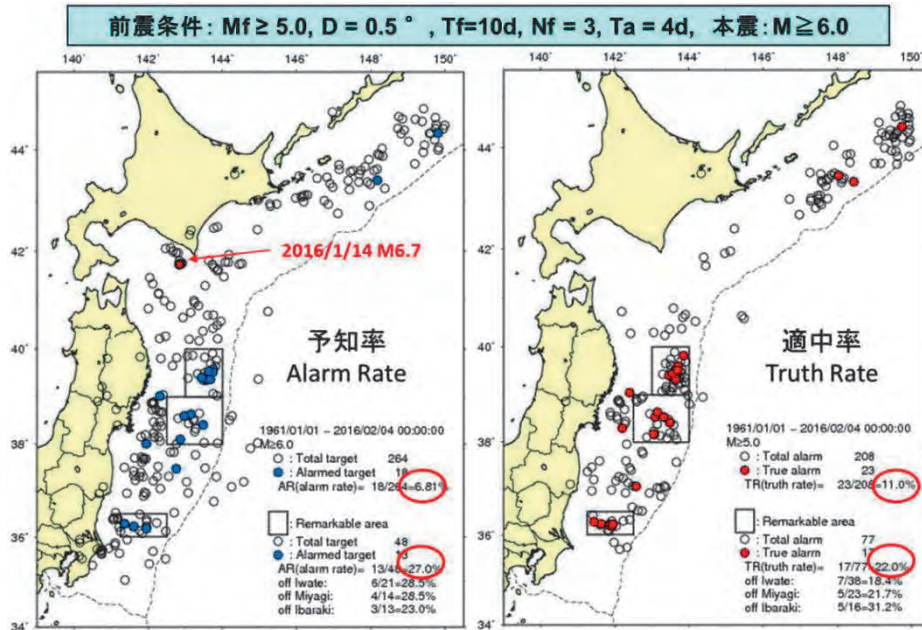 前震条件: Mf ≥ 5.0, D = 0.5 ° , Tf=10d, Nf = 3, Ta = 4d, 本震: M≧6.0
140° 142° 144° 146° 148° 150°
44°
42°
40°
38°
36°
34°
2016/1/14 M6.7
予知率
Alarm Rate
1961/01/01 − 2016/02/04 00:00:00
M≥6.0
: Total target 264
: Alarmed target 18
AR(alarm rate)= 18/264=6.81%
: Remarkable area
: Total target 48
: Alarmed target 13
AR(alarm rate)= 13/48=27.0%
off Iwate: 6/21=28.5%
off Miyagi: 4/14=28.5%
off Ibaraki: 3/13=23.0%
140° 142° 144° 146° 148° 150°
44°
42°
40°
38°
36°
34°
適中率
Truth Rate
1961/01/01 − 2016/02/04 00:00:00
M≥5.0
: Total alarm 208
: True alarm 23
TR(truth rate)= 23/208=11.0%
: Remarkable area
: Total alarm 77
: True alarm 17
TR(truth rate)= 17/77=22.0%
off Iwate: 7/38=18.4%
off Miyagi: 5/23=21.7%
off Ibaraki: 5/16=31.2%